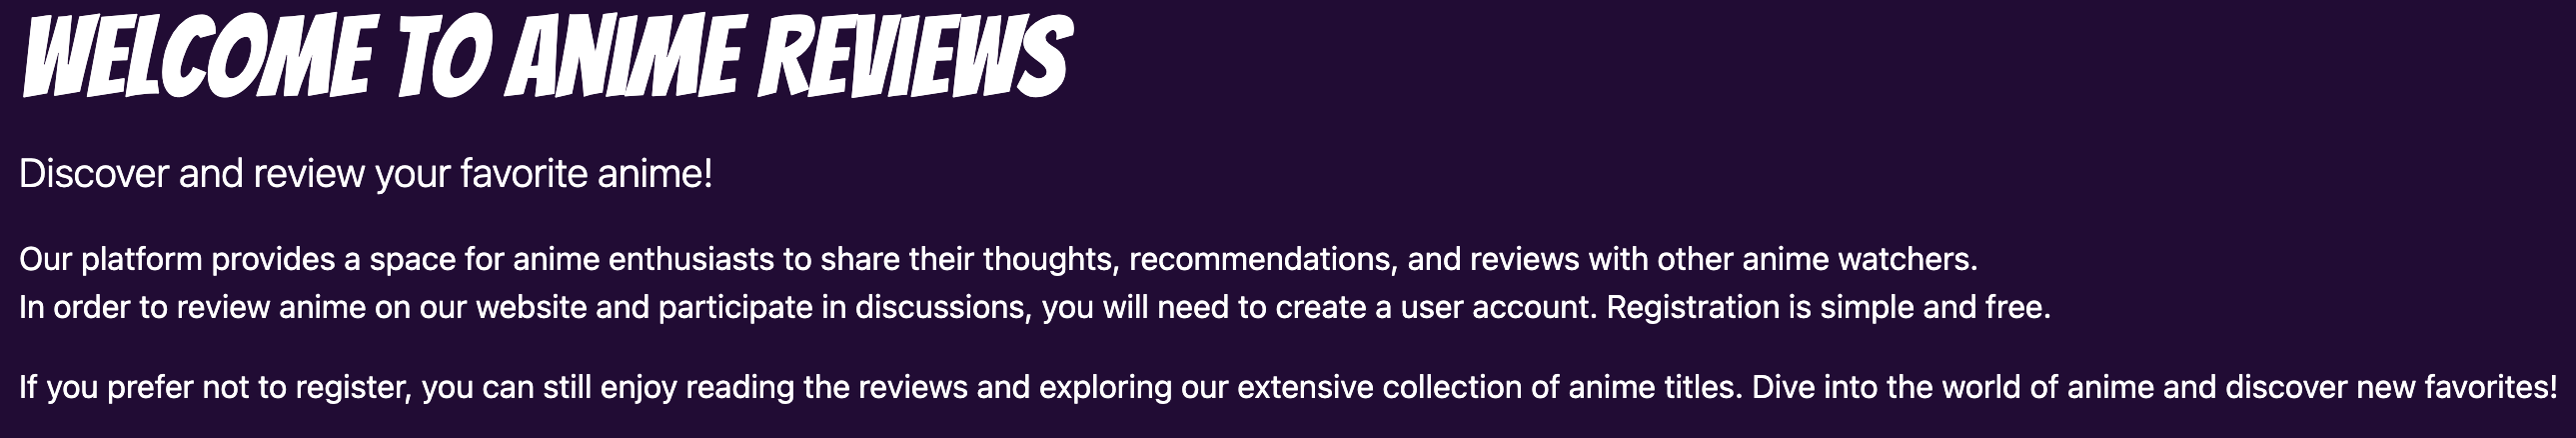 WELCOME TO ANIME REVIEWS
Discover and review your favorite anime!
Our platform provides a space for anime enthusiasts to share their thoughts, recommendations, and reviews with other anime watchers.
In order to review anime on our website and participate in discussions, you will need to create a user account. Registration is simple and free.
If you prefer not to register, you can still enjoy reading the reviews and exploring our extensive collection of anime titles. Dive into the world of anime and discover new favorites!